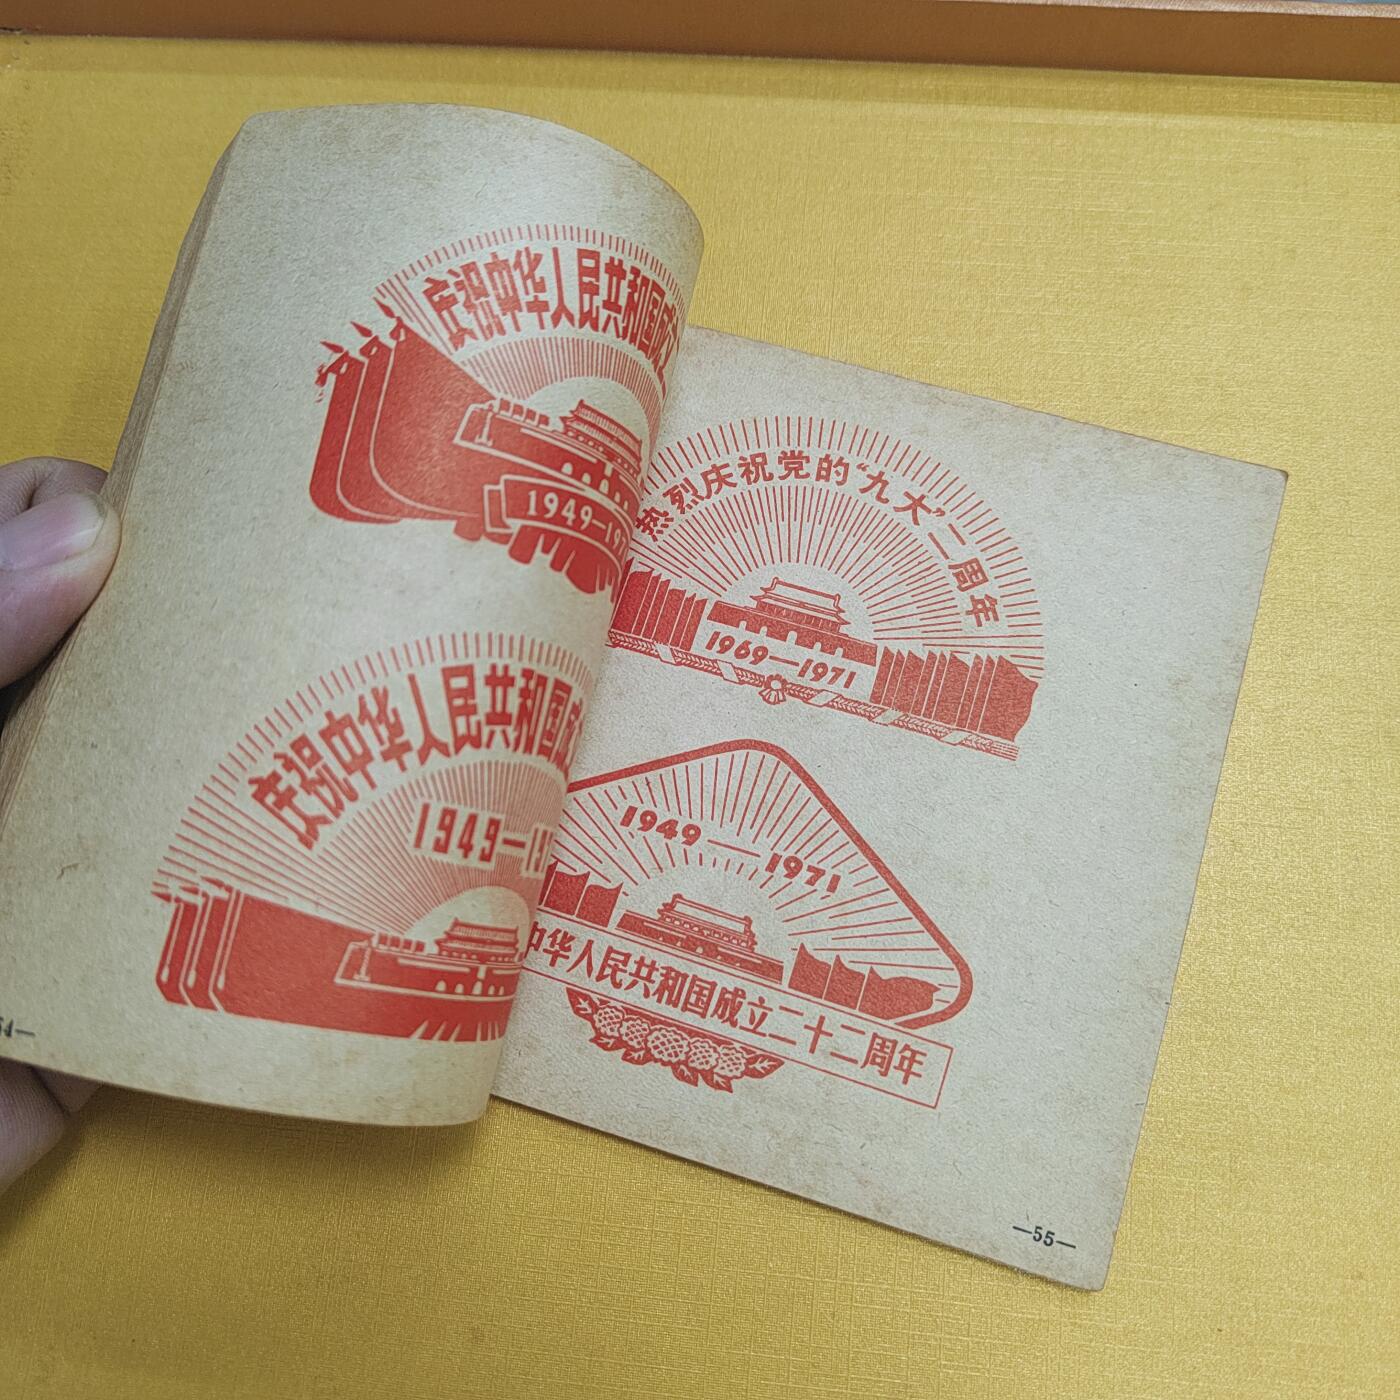 庆祝中华人民共和国成立
1949—19
庆祝中华人民共和国成
1949—1
54—
热烈庆祝党的“九大”二周年
1969—1971
1949—1971
中华人民共和国成立二十二周年
—55—